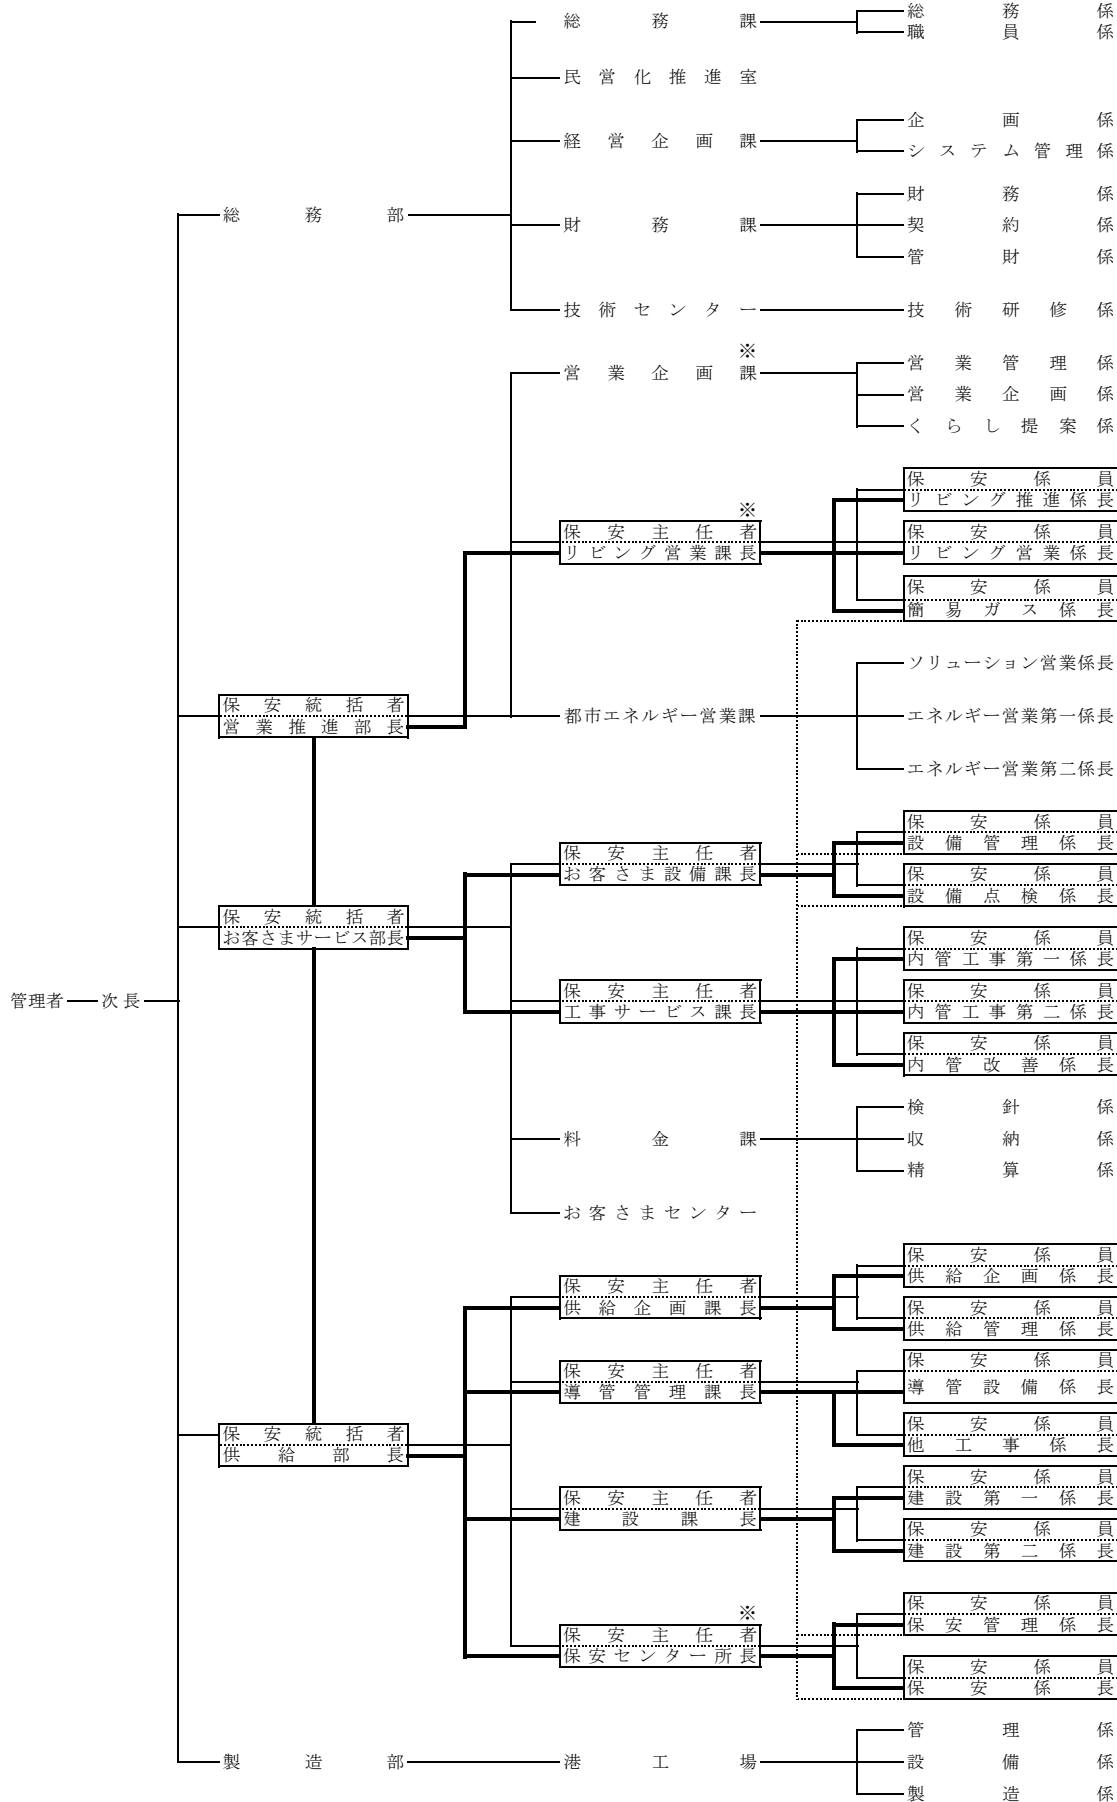 総務課
総務係
職員係
民営化推進室
経営企画課
企画係
システム管理係
総務部
財務課
財務係
契約係
管財係
技術センター
技術研修係
※
営業企画課
営業管理係
営業企画係
くらし提案係
※
保安主任者
リビング営業課長
保安係員
リビング推進係長
保安係員
リビング営業係長
保安係員
簡易ガス係長
保安統括者
営業推進部長
都市エネルギー営業課
ソリューション営業係長
エネルギー営業第一係長
エネルギー営業第二係長
保安主任者
お客さま設備課長
保安係員
設備管理係長
保安係員
設備点検係長
保安統括者
お客さまサービス部長
管理者
次長
保安主任者
工事サービス課長
保安係員
内管工事第一係長
保安係員
内管工事第二係長
保安係員
内管改善係長
料金課
検針係
収納係
精算係
お客さまセンター
保安主任者
供給企画課長
保安係員
供給企画係長
保安係員
供給管理係長
保安主任者
導管管理課長
保安係員
導管設備係長
保安係員
他工事係長
保安統括者
供給部長
保安主任者
建設課長
保安係員
建設第一係長
保安係員
建設第二係長
※
保安主任者
保安センター所長
保安係員
保安管理係長
保安係員
保安係長
製造部
港工場
管理係
設備係
製造係